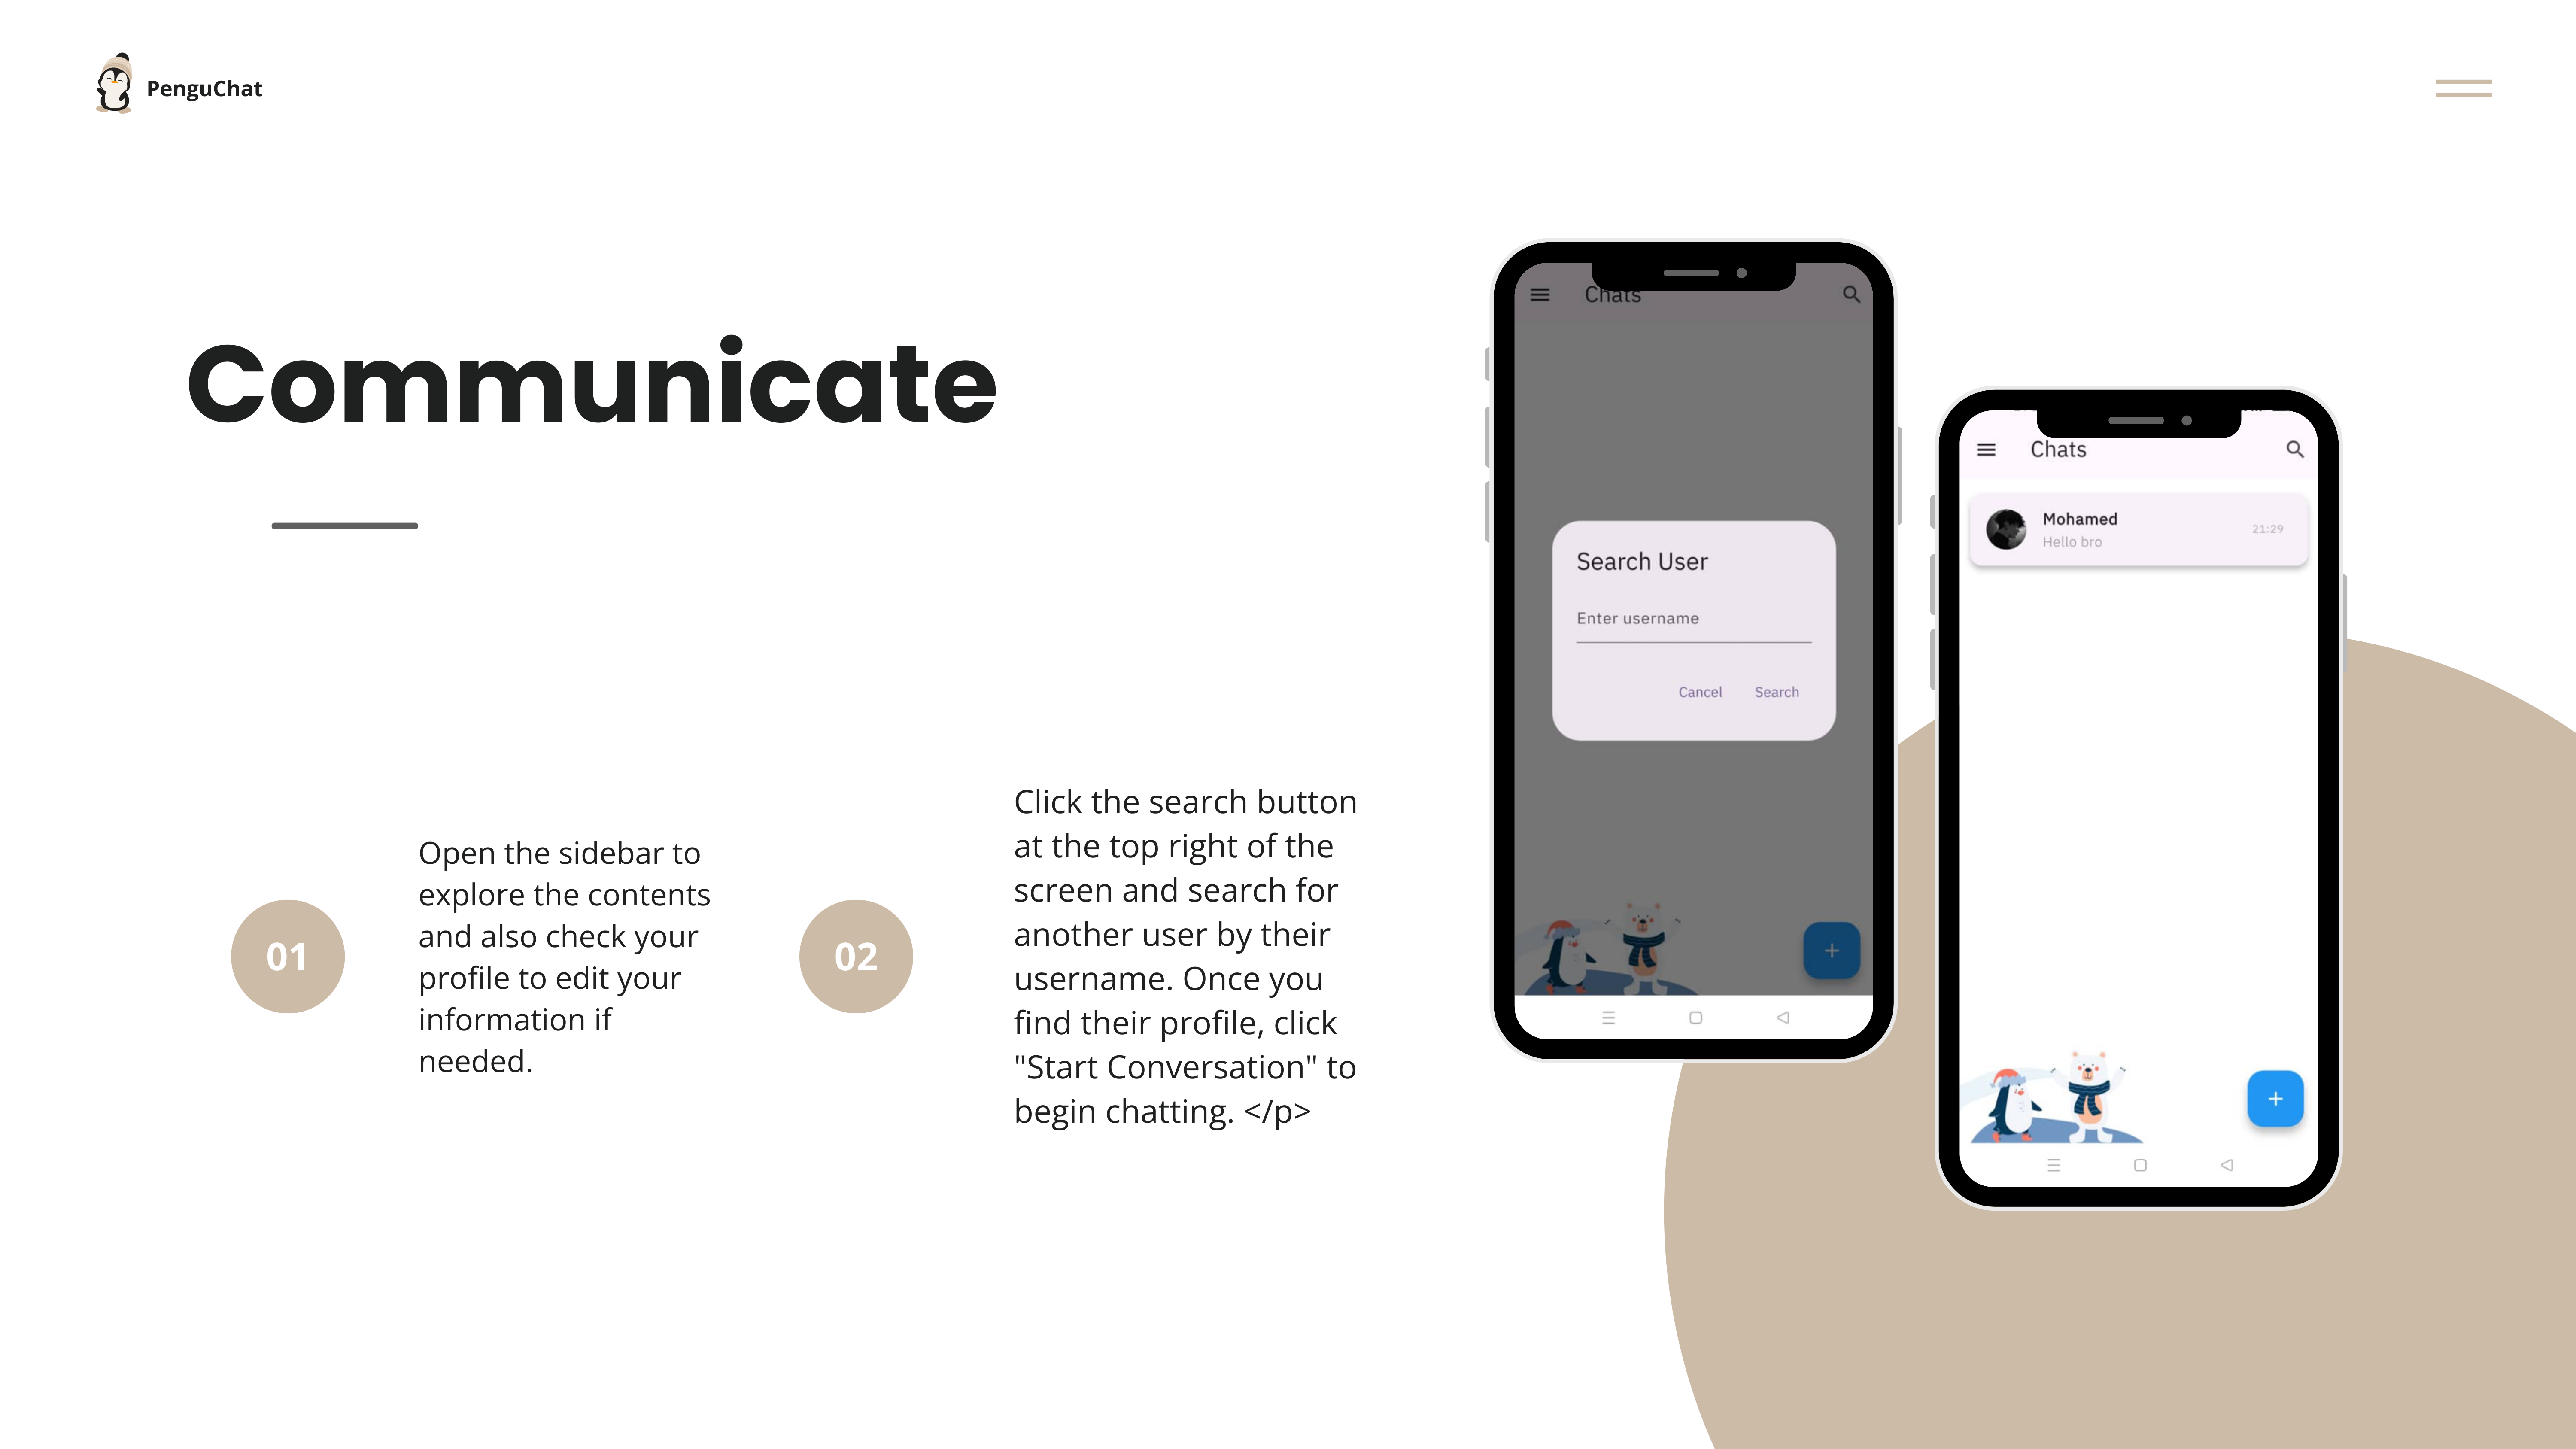 PenguChat
Communicate
01
Open the sidebar to
explore the contents
and also check your
profile to edit your
information if
needed.
02
Click the search button
at the top right of the
screen and search for
another user by their
username. Once you
find their profile, click
"Start Conversation" to
begin chatting. </p>
Chats
Search User
Enter username
Cancel Search
+
Chats
Mohamed
Hello bro
21:29
+